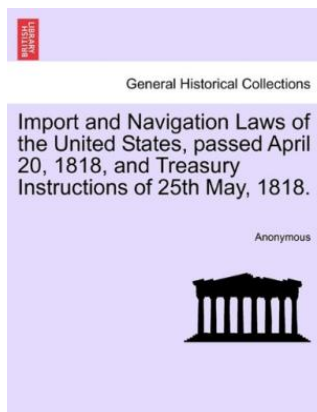 BRITISH
LIBRARY
General Historical Collections
Import and Navigation Laws of
the United States, passed April
20, 1818, and Treasury
Instructions of 25th May, 1818.
Anonymous